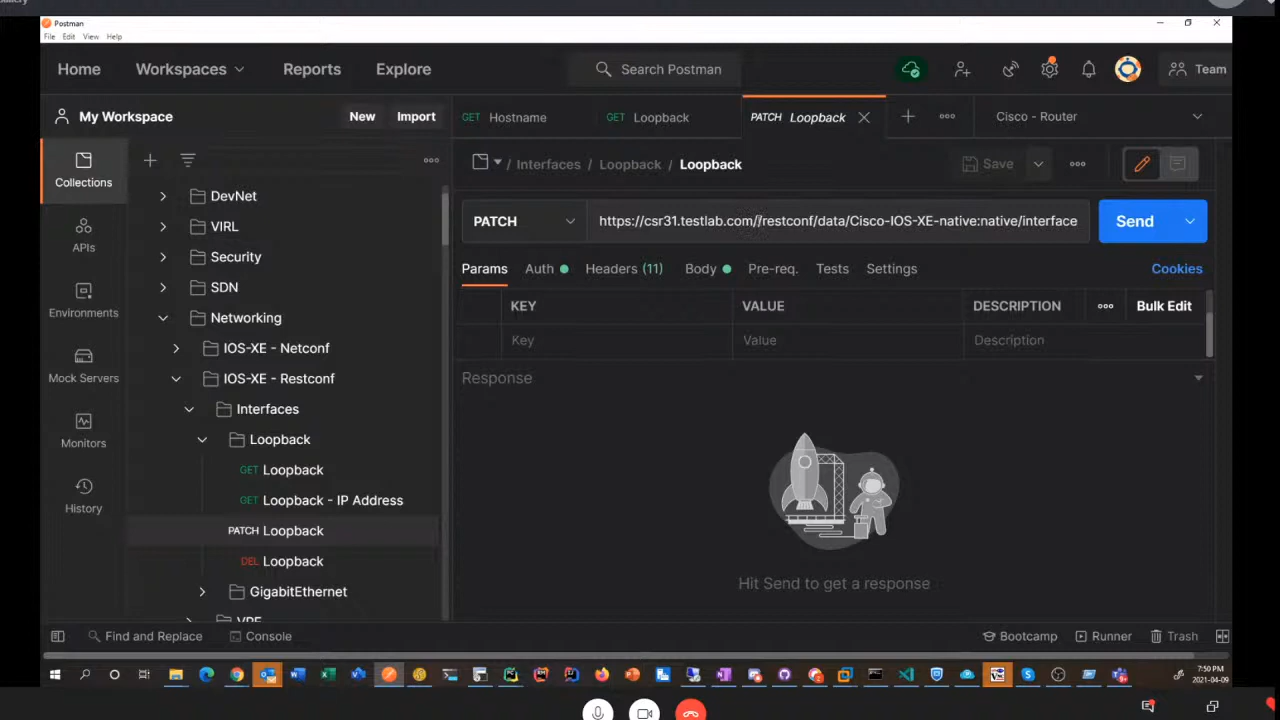 Postman
File Edit View Help
Home Workspaces Reports Explore Search Postman Team
My Workspace New Import
GET Hostname GET Loopback PATCH Loopback Cisco - Router
Collections
APIs
Environments
Mock Servers
Monitors
History
DevNet
VIRL
Security
SDN
Networking
IOS-XE - Netconf
IOS-XE - Restconf
Interfaces
Loopback
GET Loopback
GET Loopback - IP Address
PATCH Loopback
DEL Loopback
GigabitEthernet
/ Interfaces / Loopback / Loopback Save
PATCH https://csr31.testlab.com//restconf/data/Cisco-IOS-XE-native:native/interface Send
Params Auth Headers (11) Body Pre-req. Tests Settings Cookies
KEY VALUE DESCRIPTION Bulk Edit
Key Value Description
Response
Hit Send to get a response
Find and Replace Console Bootcamp Runner Trash
7:50 PM
2021-04-09